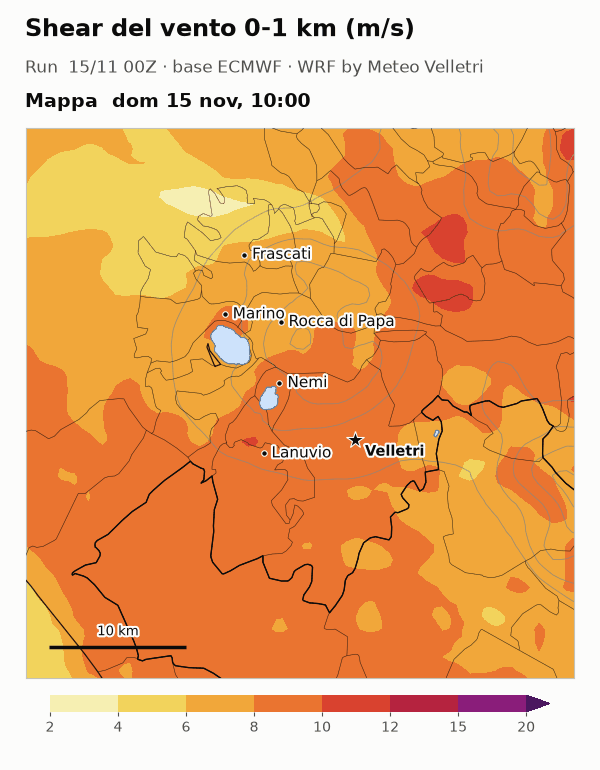 Shear del vento 0-1 km (m/s)
Run  15/11 00Z · base ECMWF · WRF by Meteo Velletri
Mappa  dom 15 nov, 10:00
Frascati
Marino
Rocca di Papa
Nemi
Velletri
Lanuvio
10 km
2 4 6 8 10 12 15 20